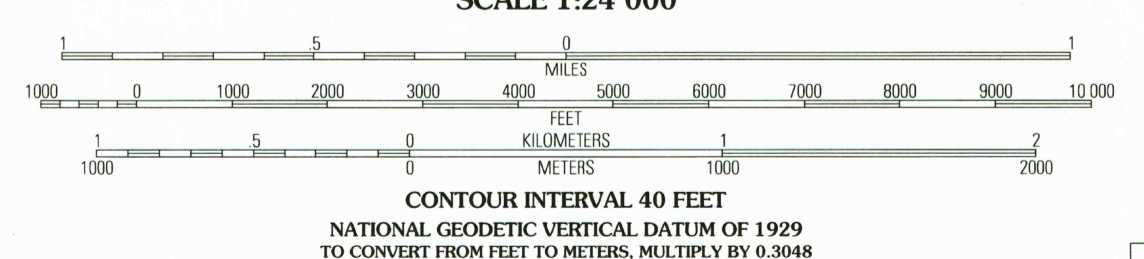 SCALE 1:24 000
1 .5 0 1
MILES
1000 0 1000 2000 3000 4000 5000 6000 7000 8000 9000 10 000
FEET
1 .5 0 KILOMETERS 1 2
1000 0 METERS 1000 2000
CONTOUR INTERVAL 40 FEET
NATIONAL GEODETIC VERTICAL DATUM OF 1929
TO CONVERT FROM FEET TO METERS, MULTIPLY BY 0.3048